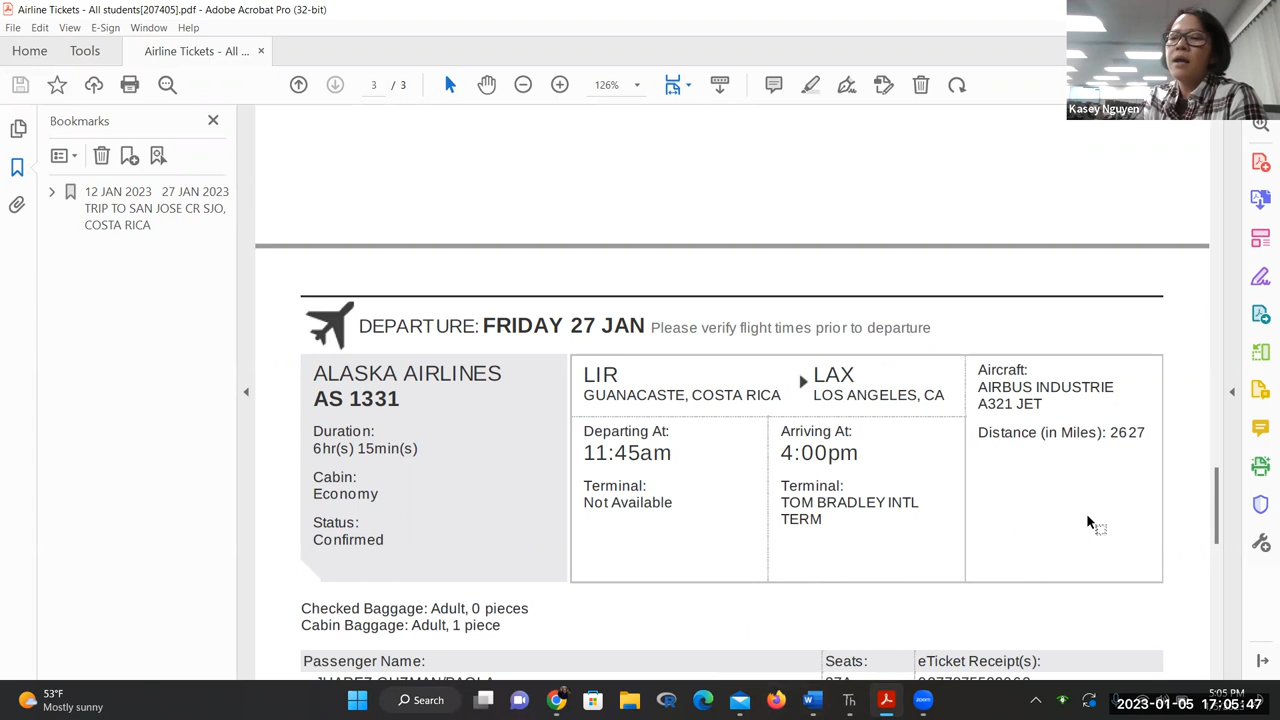 Airline Tickets - All students[207405].pdf - Adobe Acrobat Pro (32-bit)
File Edit View E-Sign Window Help
Home Tools Airline Tickets - All ... ×
3 / 3 126%
Kasey Nguyen
Bookmarks
12 JAN 2023 27 JAN 2023
TRIP TO SAN JOSE CR SJO,
COSTA RICA
DEPARTURE: FRIDAY 27 JAN Please verify flight times prior to departure
ALASKA AIRLINES
AS 1331
Duration:
6hr(s) 15min(s)
Cabin:
Economy
Status:
Confirmed
LIR
GUANACASTE, COSTA RICA
LAX
LOS ANGELES, CA
Departing At:
11:45am
Terminal:
Not Available
Arriving At:
4:00pm
Terminal:
TOM BRADLEY INTL
TERM
Aircraft:
AIRBUS INDUSTRIE
A321 JET
Distance (in Miles): 2627
Checked Baggage: Adult, 0 pieces
Cabin Baggage: Adult, 1 piece
Passenger Name: Seats: eTicket Receipt(s):
53°F
Mostly sunny
Search
zoom
5:05 PM
2023-01-05 17:05:47